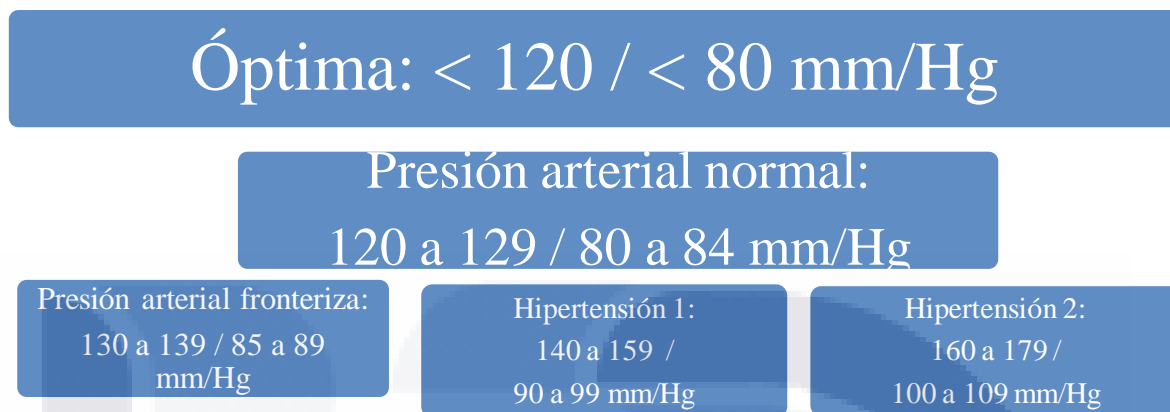 Óptima: < 120 / < 80 mm/Hg
Presión arterial normal:
120 a 129 / 80 a 84 mm/Hg
Presión arterial fronteriza:
130 a 139 / 85 a 89
mm/Hg
Hipertensión 1:
140 a 159 /
90 a 99 mm/Hg
Hipertensión 2:
160 a 179 /
100 a 109 mm/Hg